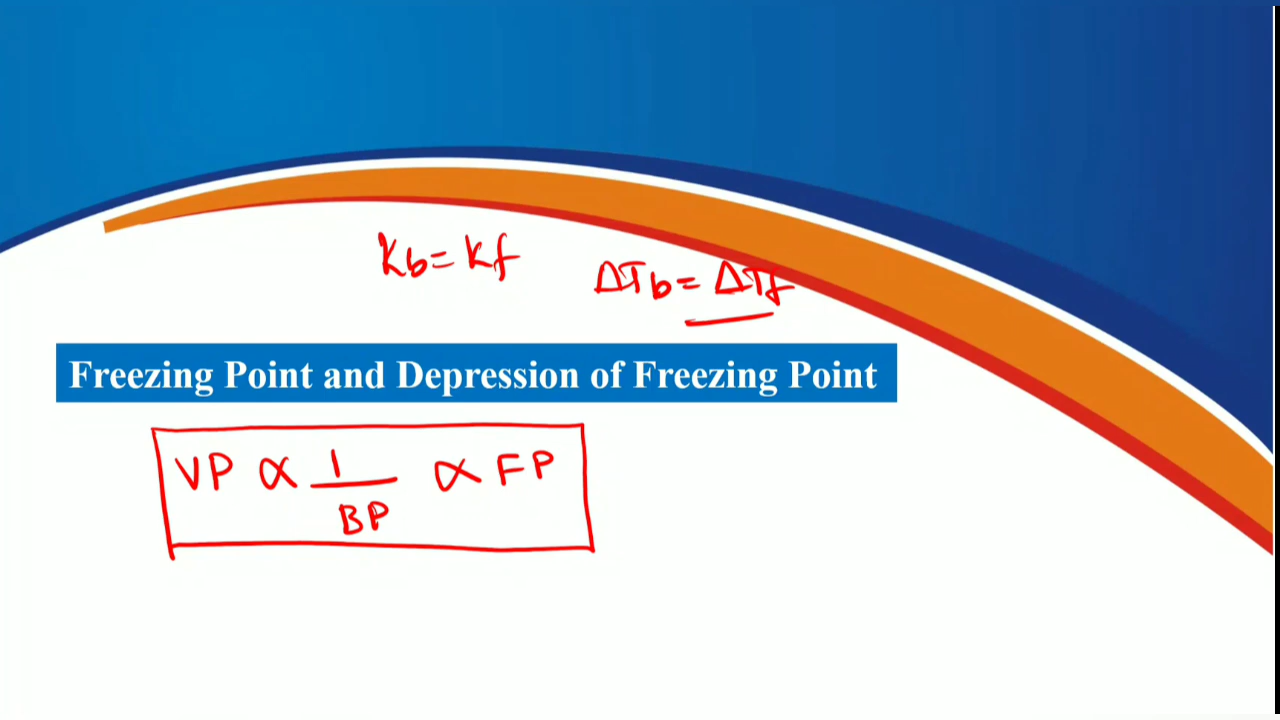 Kb = Kf
ΔTb = ΔTf
Freezing Point and Depression of Freezing Point
VP ∝ 1/BP ∝ FP